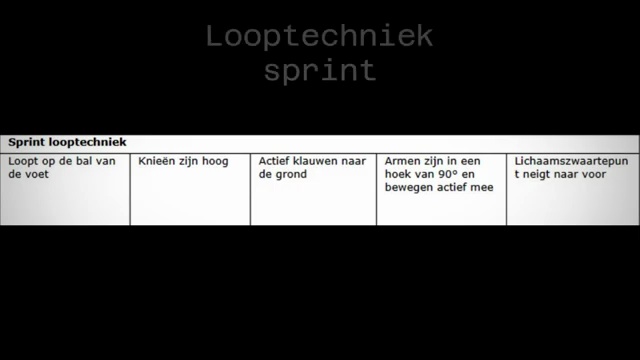 Looptechniek
sprint
Sprint looptechniek
Loopt op de bal van
de voet
Knieën zijn hoog
Actief klauwen naar
de grond
Armen zijn in een
hoek van 90° en
bewegen actief mee
Lichaamszwaartepun
t neigt naar voor